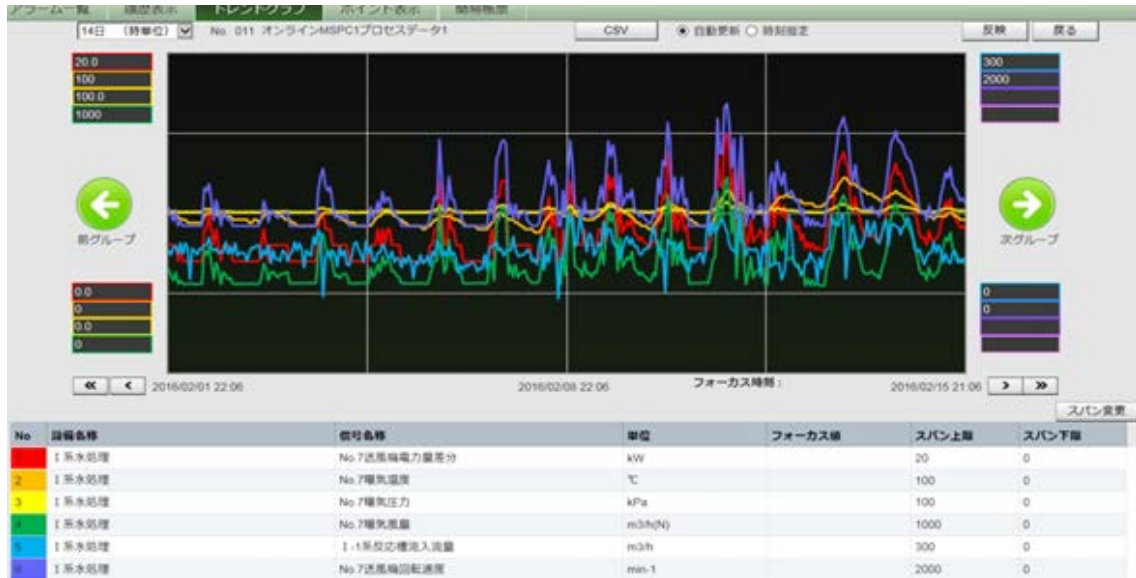 アラーム一覧 履歴表示 トレンドグラフ ポイント表示 簡易帳票
14日 (時単位) No. 011 オンラインMSPC1プロセスデータ1 CSV 自動更新 時刻指定 反映 戻る
20.0
100
100.0
1000
300
2000
前グループ
次グループ
0.0
0
0.0
0
0
0
« < 2016/02/01 22:06 2016/02/08 22:06 フォーカス時刻: 2016/02/15 21:06 > »
スパン変更
No 設備名称 信号名称 単位 フォーカス値 スパン上限 スパン下限
1 I系水処理 No.7送風機電力量差分 kW 20 0
2 I系水処理 No.7曝気温度 ℃ 100 0
3 I系水処理 No.7曝気圧力 kPa 100 0
4 I系水処理 No.7曝気風量 m3/h(N) 1000 0
5 I系水処理 I-1系反応槽流入流量 m3/h 300 0
6 I系水処理 No.7送風機回転速度 min-1 2000 0